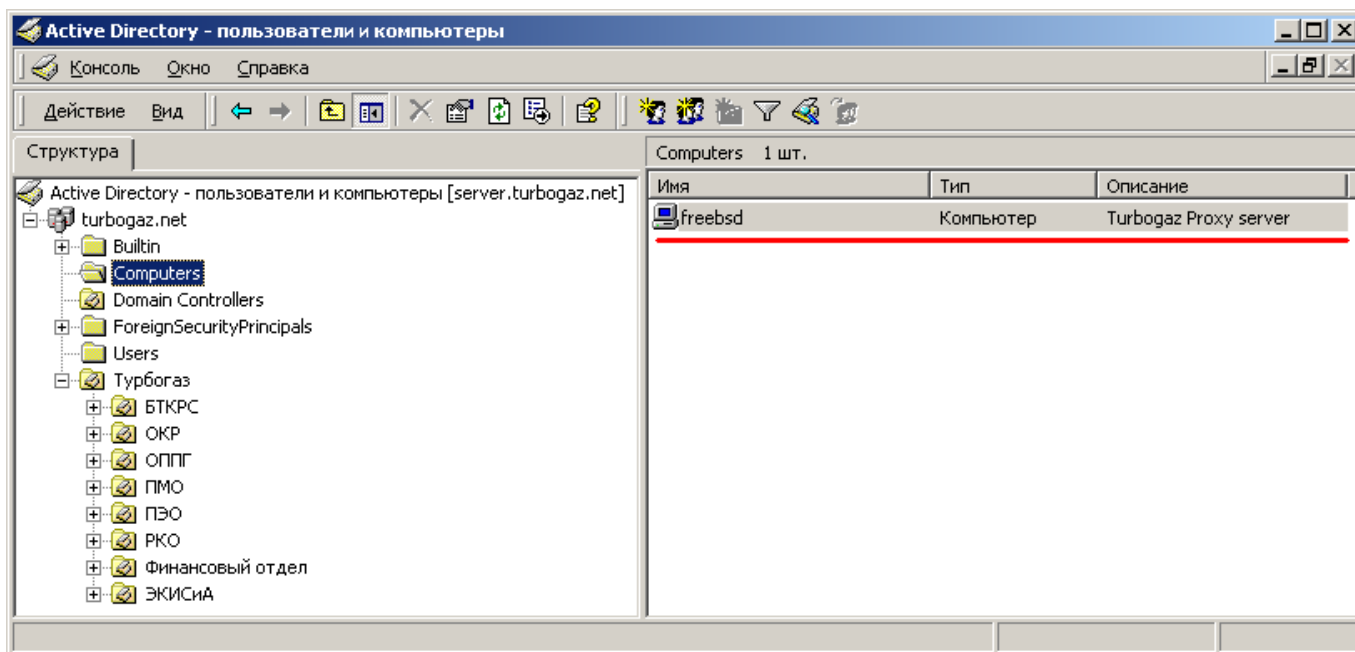 Active Directory - пользователи и компьютеры
Консоль Окно Справка
Действие Вид
Структура
Computers 1 шт.
Active Directory - пользователи и компьютеры [server.turbogaz.net]
turbogaz.net
Builtin
Computers
Domain Controllers
ForeignSecurityPrincipals
Users
Турбогаз
БТКРС
ОКР
ОППГ
ПМО
ПЭО
РКО
Финансовый отдел
ЭКИСиА
Имя Тип Описание
freebsd Компьютер Turbogaz Proxy server